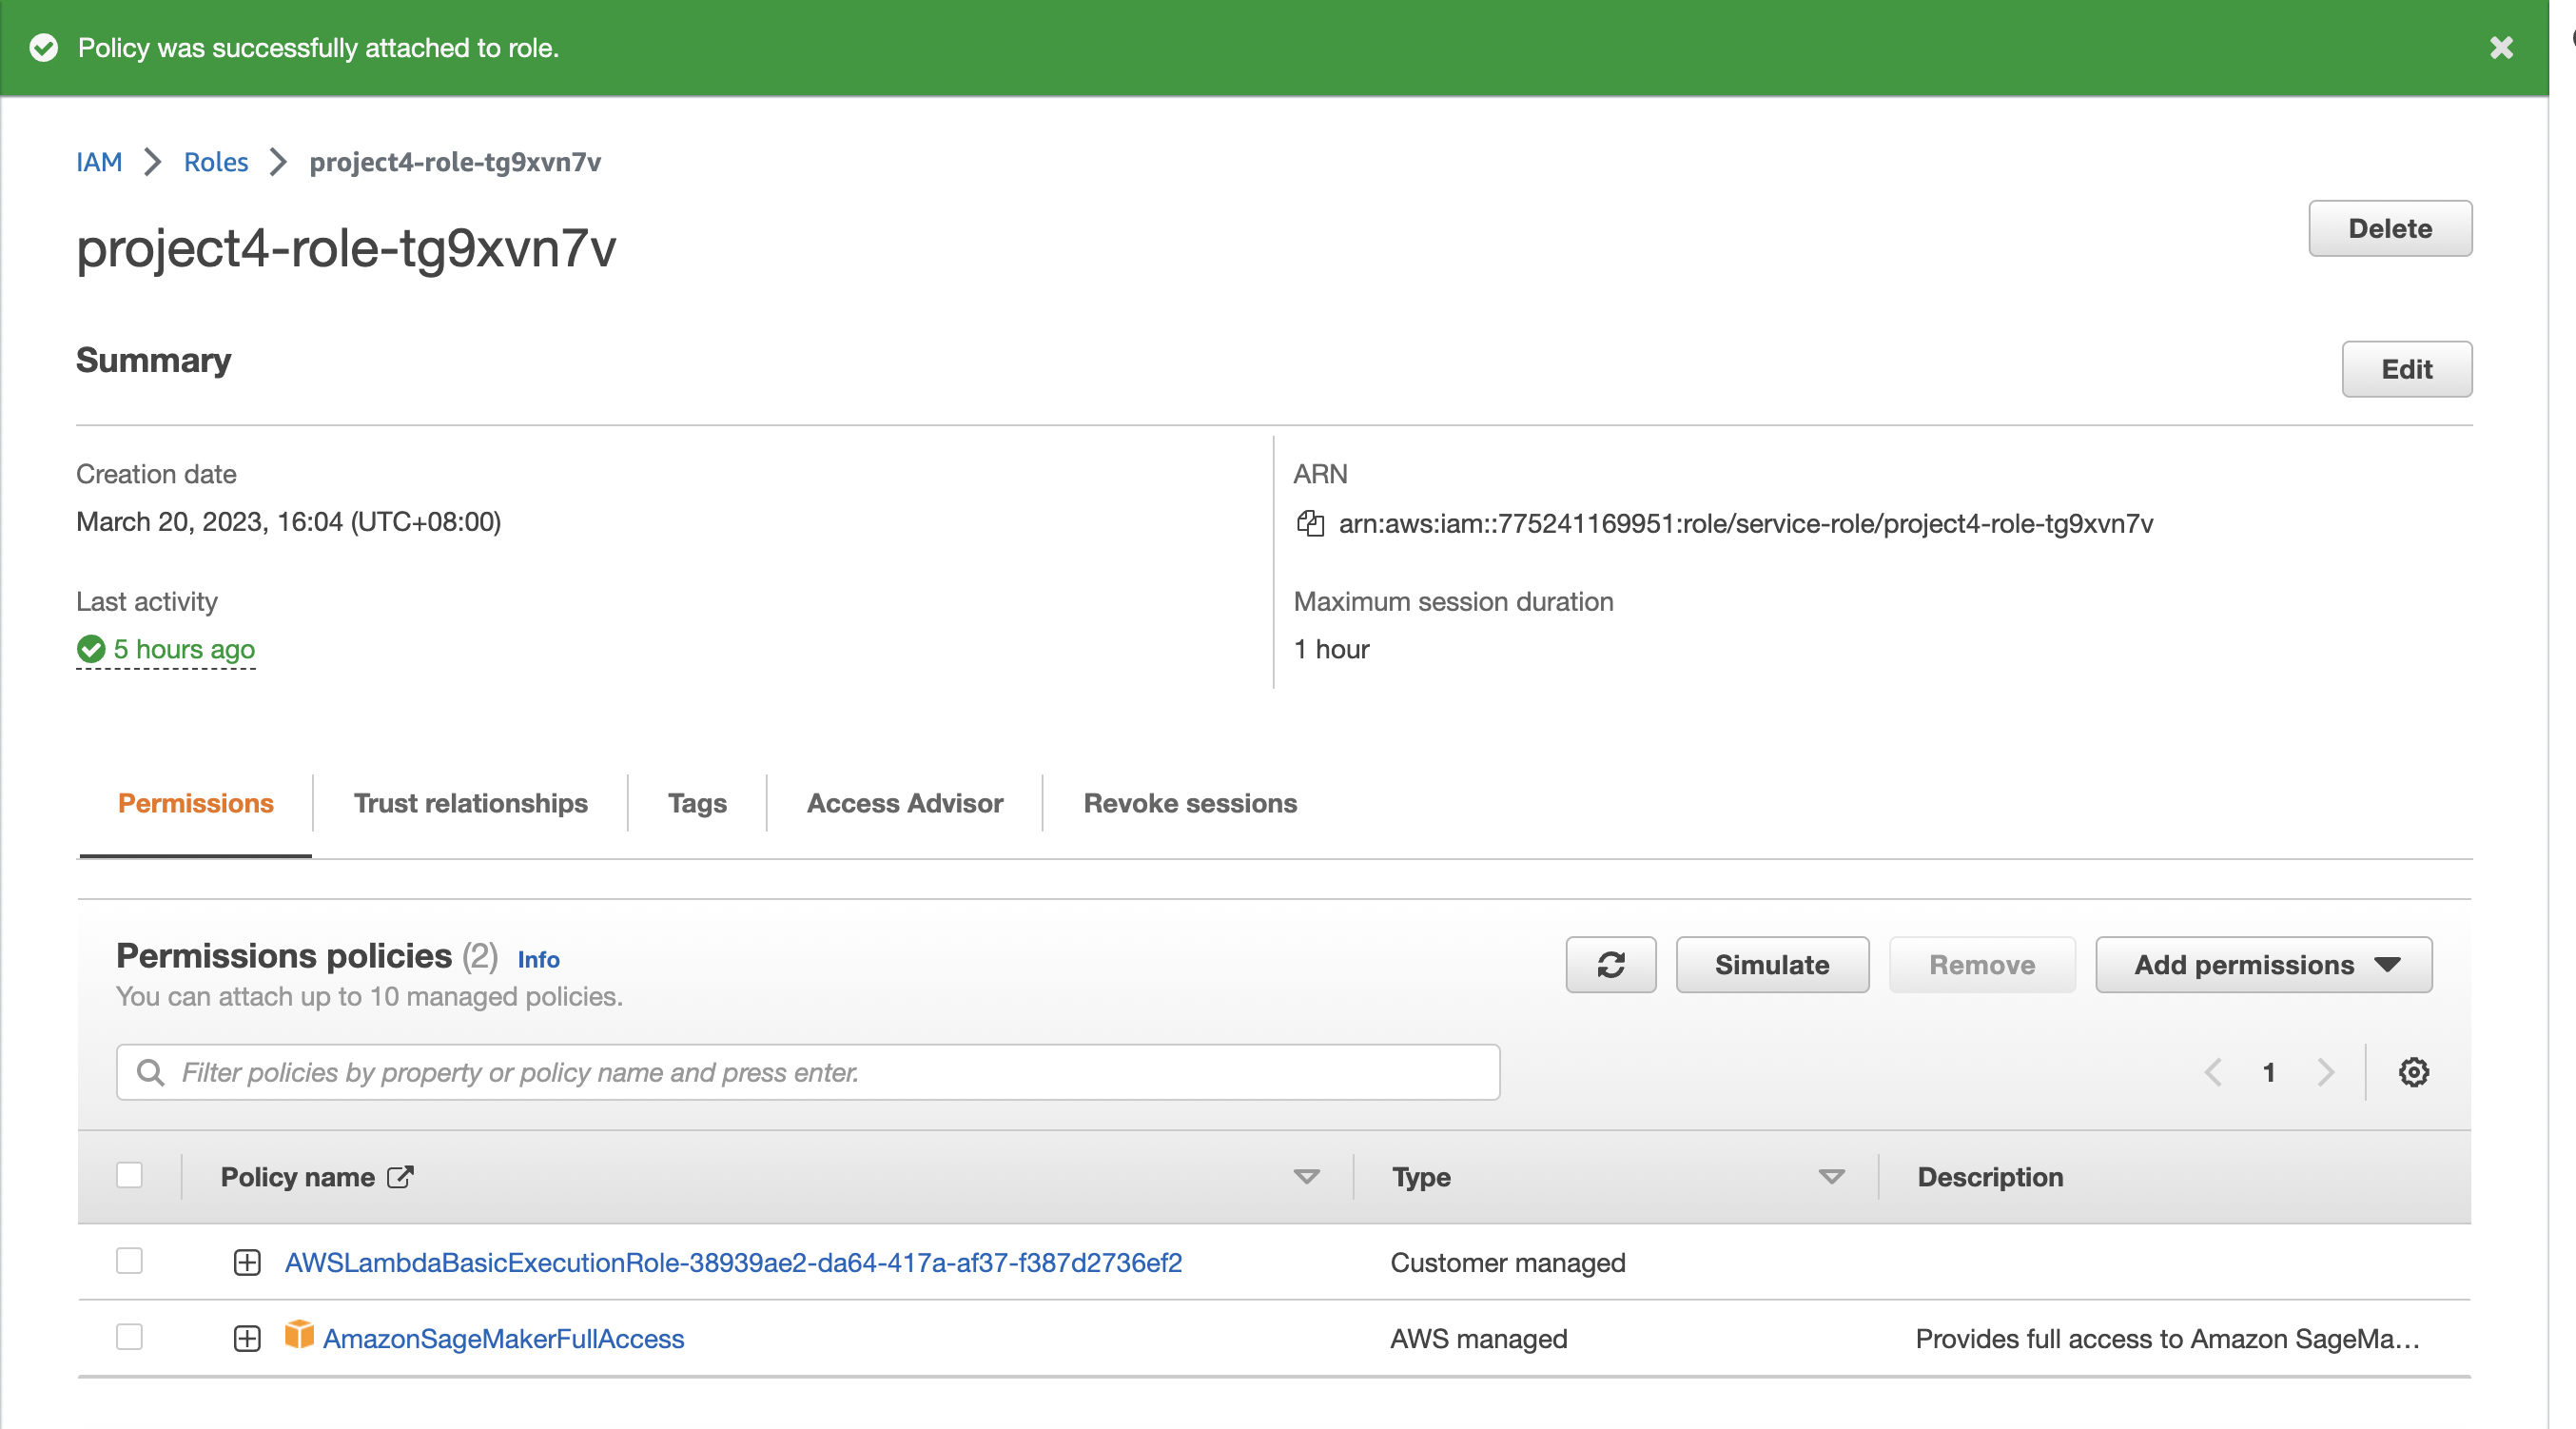 Policy was successfully attached to role.
IAM > Roles > project4-role-tg9xvn7v
project4-role-tg9xvn7v
Delete
Summary
Edit
Creation date
March 20, 2023, 16:04 (UTC+08:00)
ARN
arn:aws:iam::775241169951:role/service-role/project4-role-tg9xvn7v
Last activity
5 hours ago
Maximum session duration
1 hour
Permissions Trust relationships Tags Access Advisor Revoke sessions
Permissions policies (2) Info
You can attach up to 10 managed policies.
Simulate Remove Add permissions
Filter policies by property or policy name and press enter.
1
Policy name Type Description
AWSLambdaBasicExecutionRole-38939ae2-da64-417a-af37-f387d2736ef2 Customer managed
AmazonSageMakerFullAccess AWS managed Provides full access to Amazon SageMa...